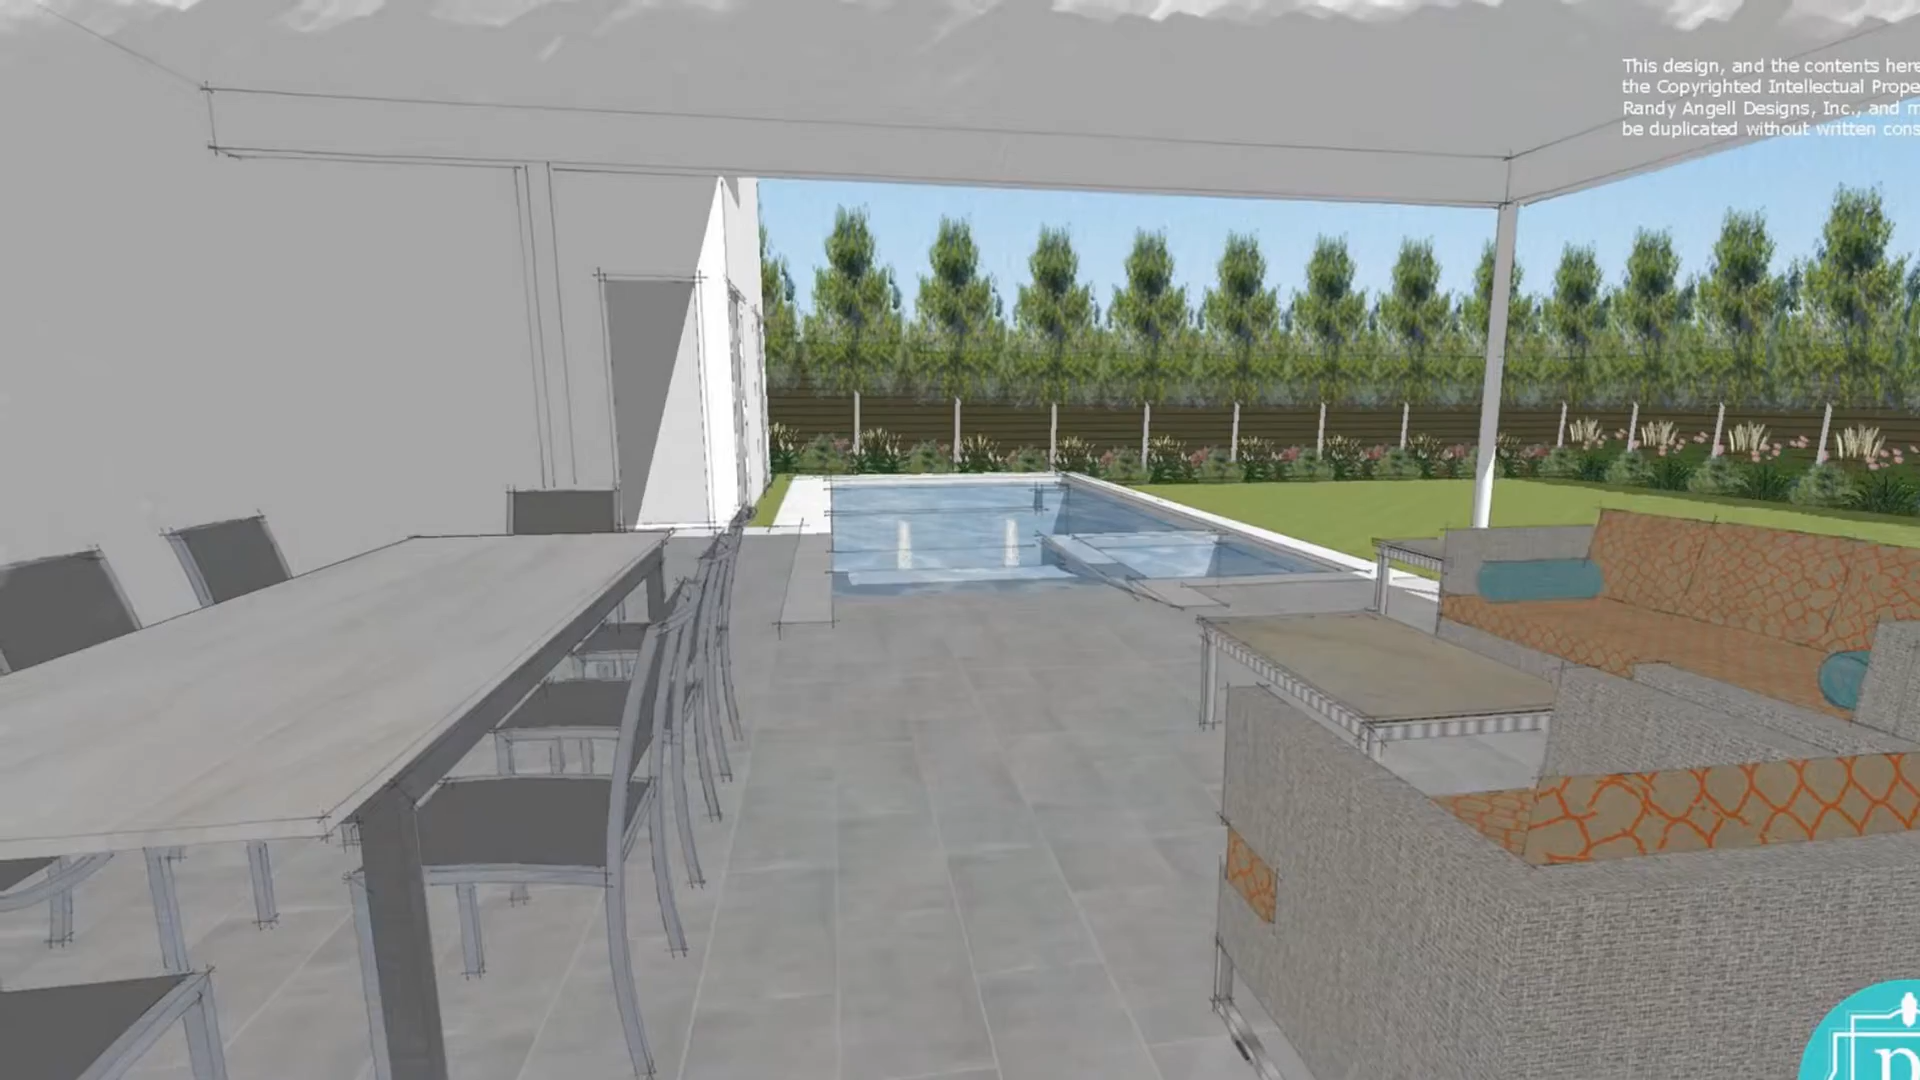 This design, and the contents here
the Copyrighted Intellectual Prope
Randy Angell Designs, Inc., and m
be duplicated without written cons
p